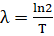 λ = ln2/T